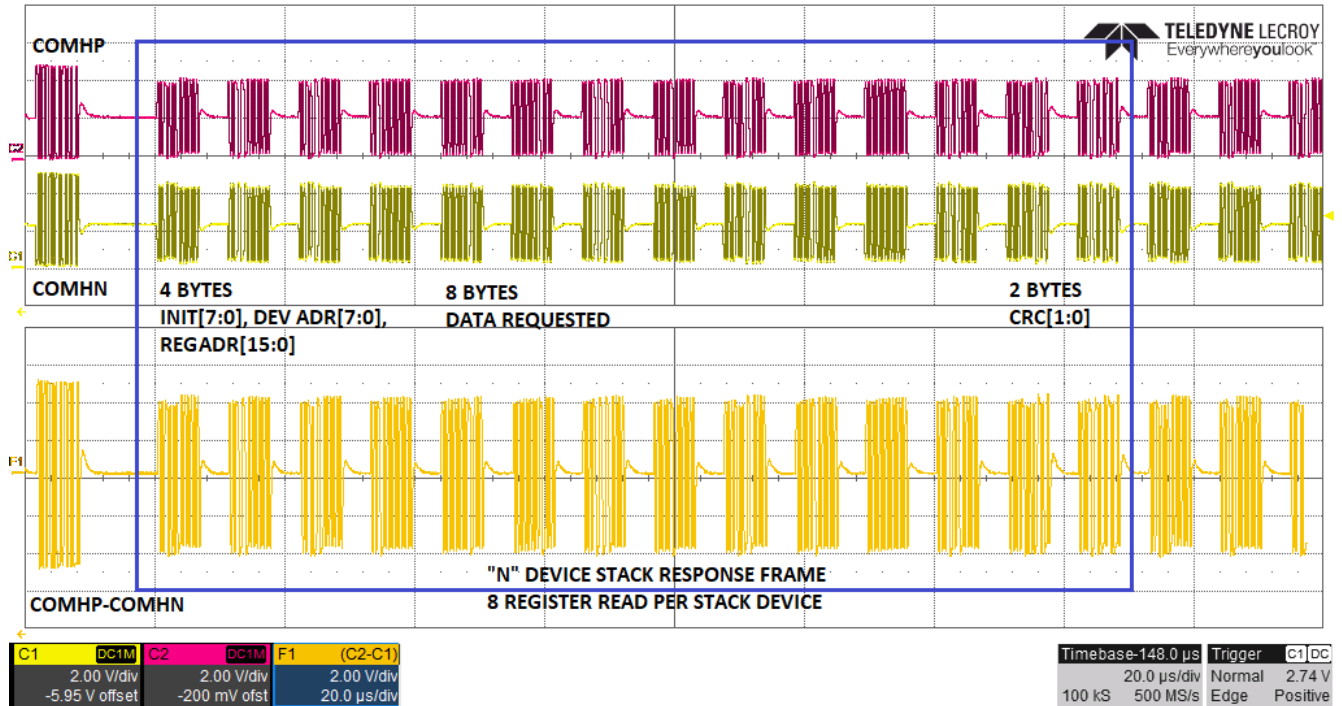 COMHP
TELEDYNE LECROY
Everywhereyoulook
C2
C1
COMHN
4 BYTES
INIT[7:0], DEV ADR[7:0],
REGADR[15:0]
8 BYTES
DATA REQUESTED
2 BYTES
CRC[1:0]
F1
"N" DEVICE STACK RESPONSE FRAME
8 REGISTER READ PER STACK DEVICE
COMHP-COMHN
C1 DC1M
2.00 V/div
-5.95 V offset
C2 DC1M
2.00 V/div
-200 mV ofst
F1 (C2-C1)
2.00 V/div
20.0 µs/div
Timebase -148.0 µs
20.0 µs/div
100 kS 500 MS/s
Trigger C1 DC
Normal 2.74 V
Edge Positive